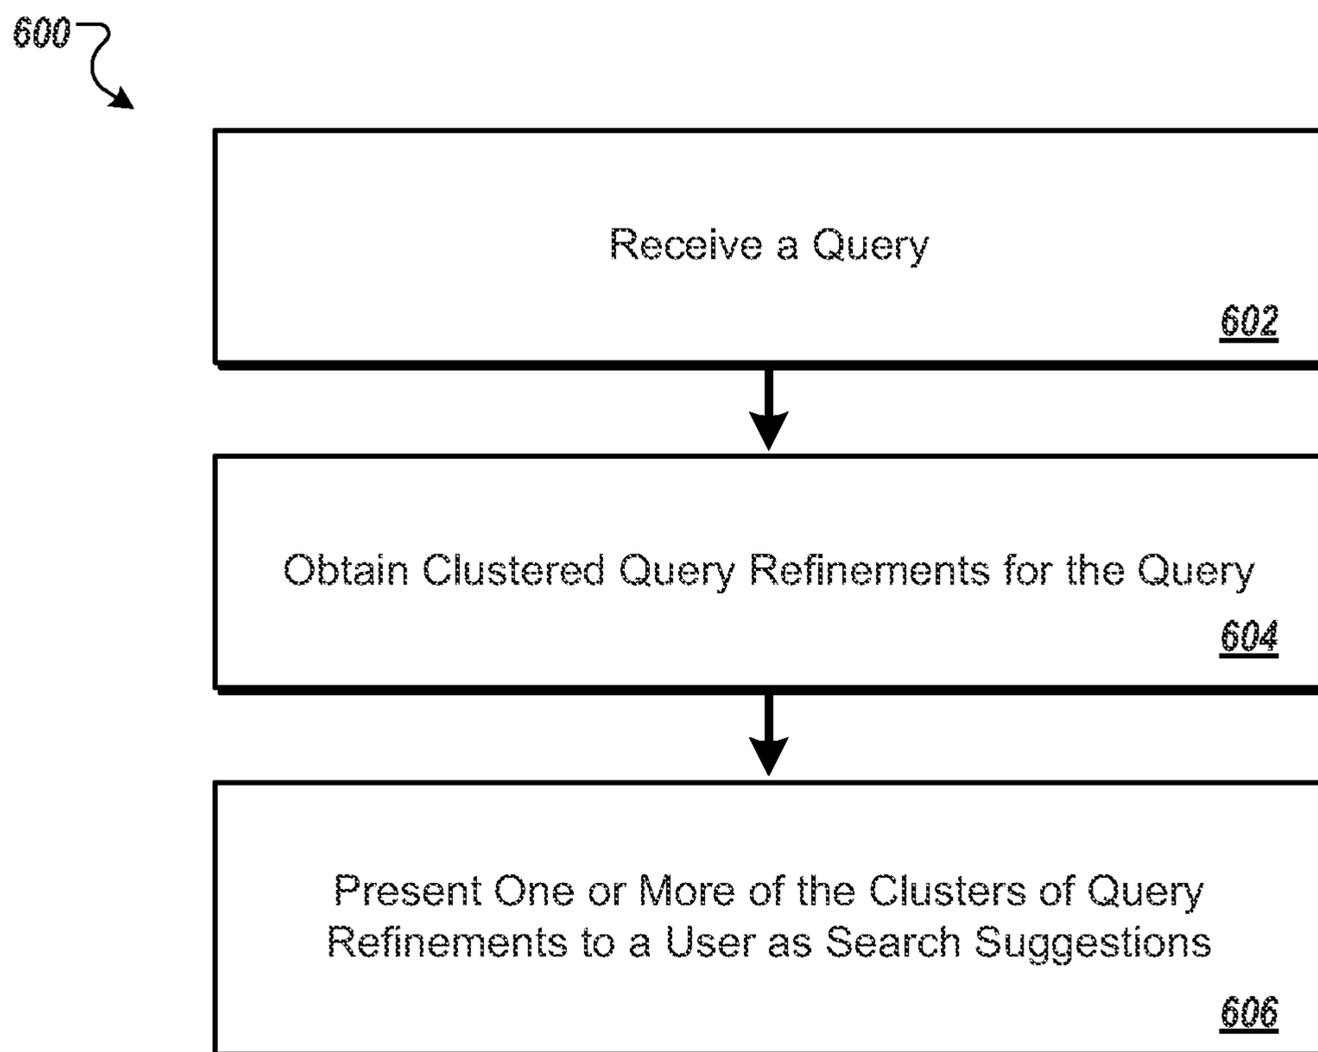 600
Receive a Query
602
Obtain Clustered Query Refinements for the Query
604
Present One or More of the Clusters of Query
Refinements to a User as Search Suggestions
606